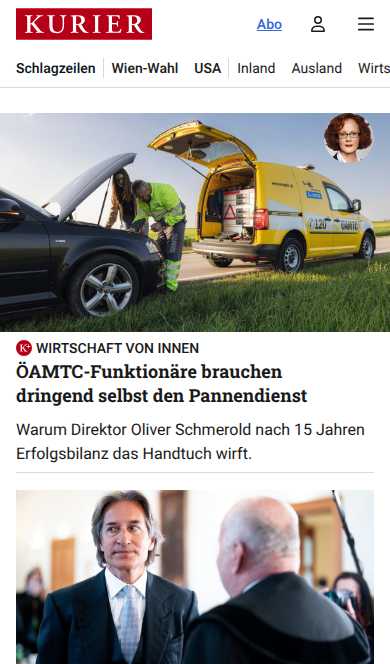 KURIER
Abo
Schlagzeilen Wien-Wahl USA Inland Ausland Wirts
120 ÖAMTC
K+ WIRTSCHAFT VON INNEN
ÖAMTC-Funktionäre brauchen
dringend selbst den Pannendienst
Warum Direktor Oliver Schmerold nach 15 Jahren
Erfolgsbilanz das Handtuch wirft.